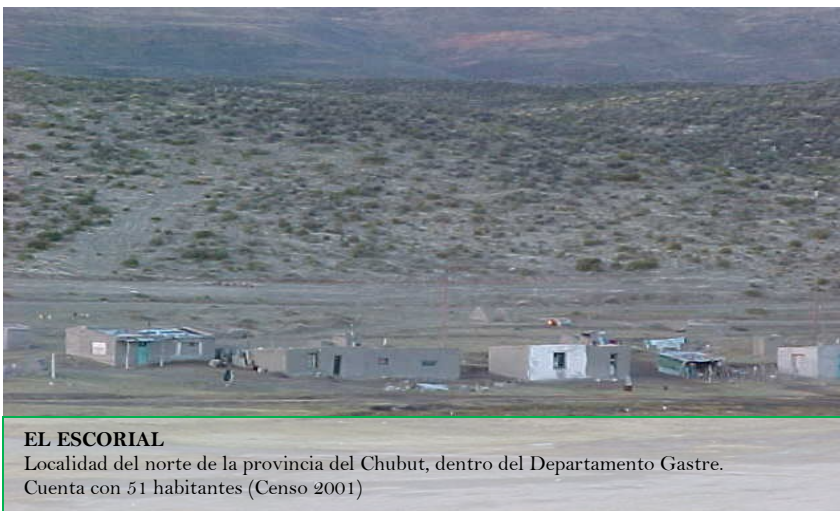 EL ESCORIAL
Localidad del norte de la provincia del Chubut, dentro del Departamento Gastre.
Cuenta con 51 habitantes (Censo 2001)